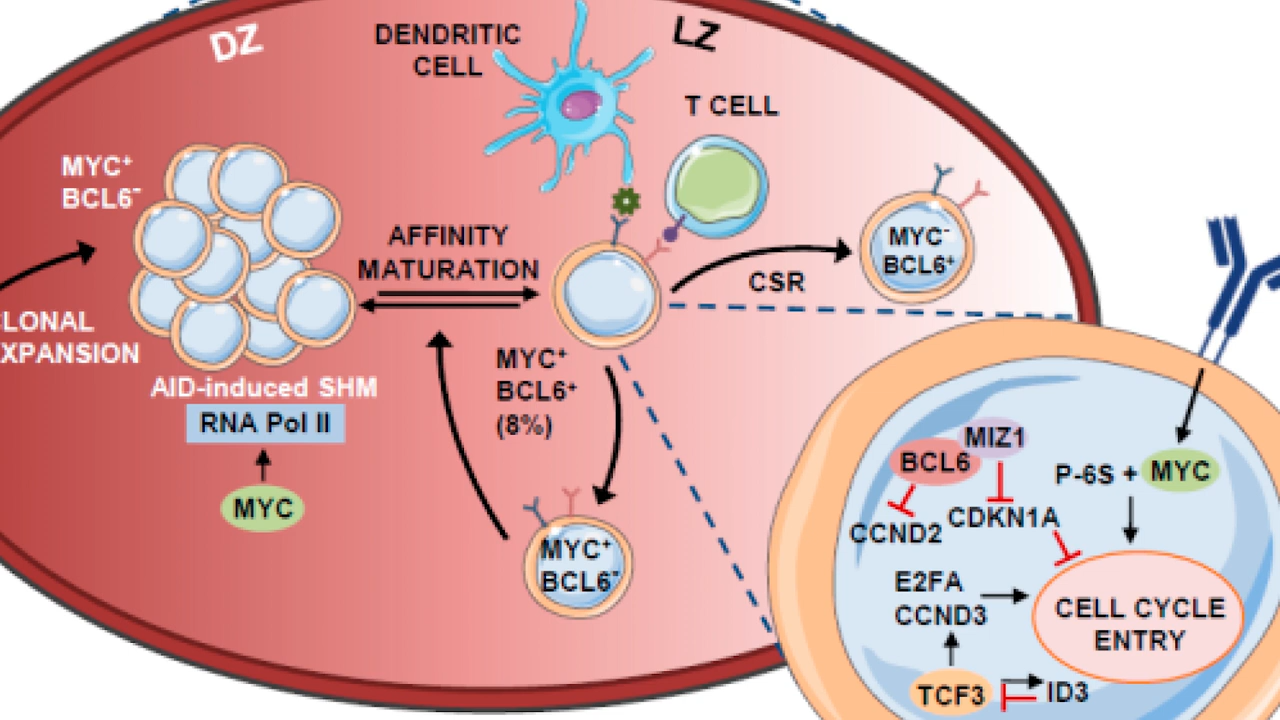 DZ
DENDRITIC
CELL
LZ
T CELL
MYC⁺
BCL6⁻
AFFINITY
MATURATION
MYC⁻
BCL6⁺
CSR
LONAL
XPANSION
MYC⁺
BCL6⁺
(8%)
AID-induced SHM
RNA Pol II
MYC
MYC⁺
BCL6⁻
MIZ1
BCL6
P-6S + MYC
CCND2
CDKN1A
E2FA
CCND3
CELL CYCLE
ENTRY
TCF3
ID3